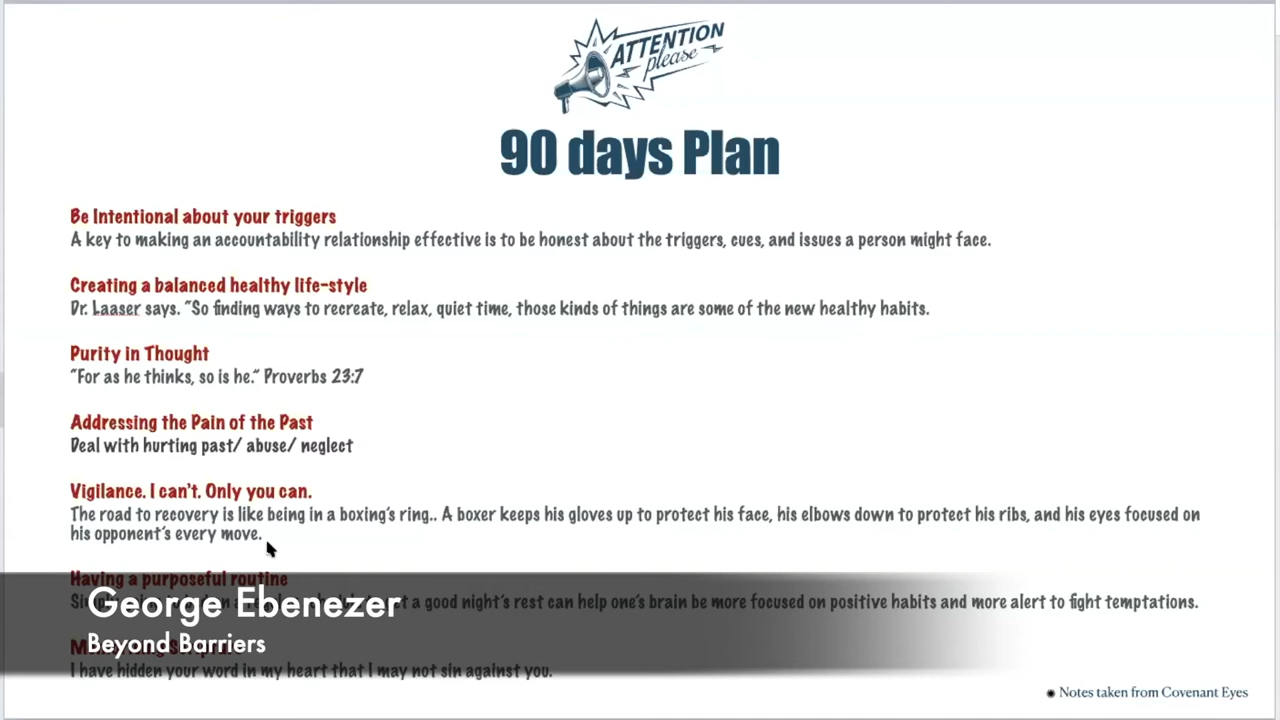 ATTENTION
please
90 days Plan
Be Intentional about your triggers
A key to making an accountability relationship effective is to be honest about the triggers, cues, and issues a person might face.
Creating a balanced healthy life-style
Dr. Laaser says. "So finding ways to recreate, relax, quiet time, those kinds of things are some of the new healthy habits.
Purity in Thought
"For as he thinks, so is he." Proverbs 23:7
Addressing the Pain of the Past
Deal with hurting past/ abuse/ neglect
Vigilance. I can't. Only you can.
The road to recovery is like being in a boxing's ring.. A boxer keeps his gloves up to protect his face, his elbows down to protect his ribs, and his eyes focused on
his opponent's every move.
Having a purposeful routine
a good night's rest can help one's brain be more focused on positive habits and more alert to fight temptations.
George Ebenezer
Beyond Barriers
I have hidden your word in my heart that I may not sin against you.
Notes taken from Covenant Eyes